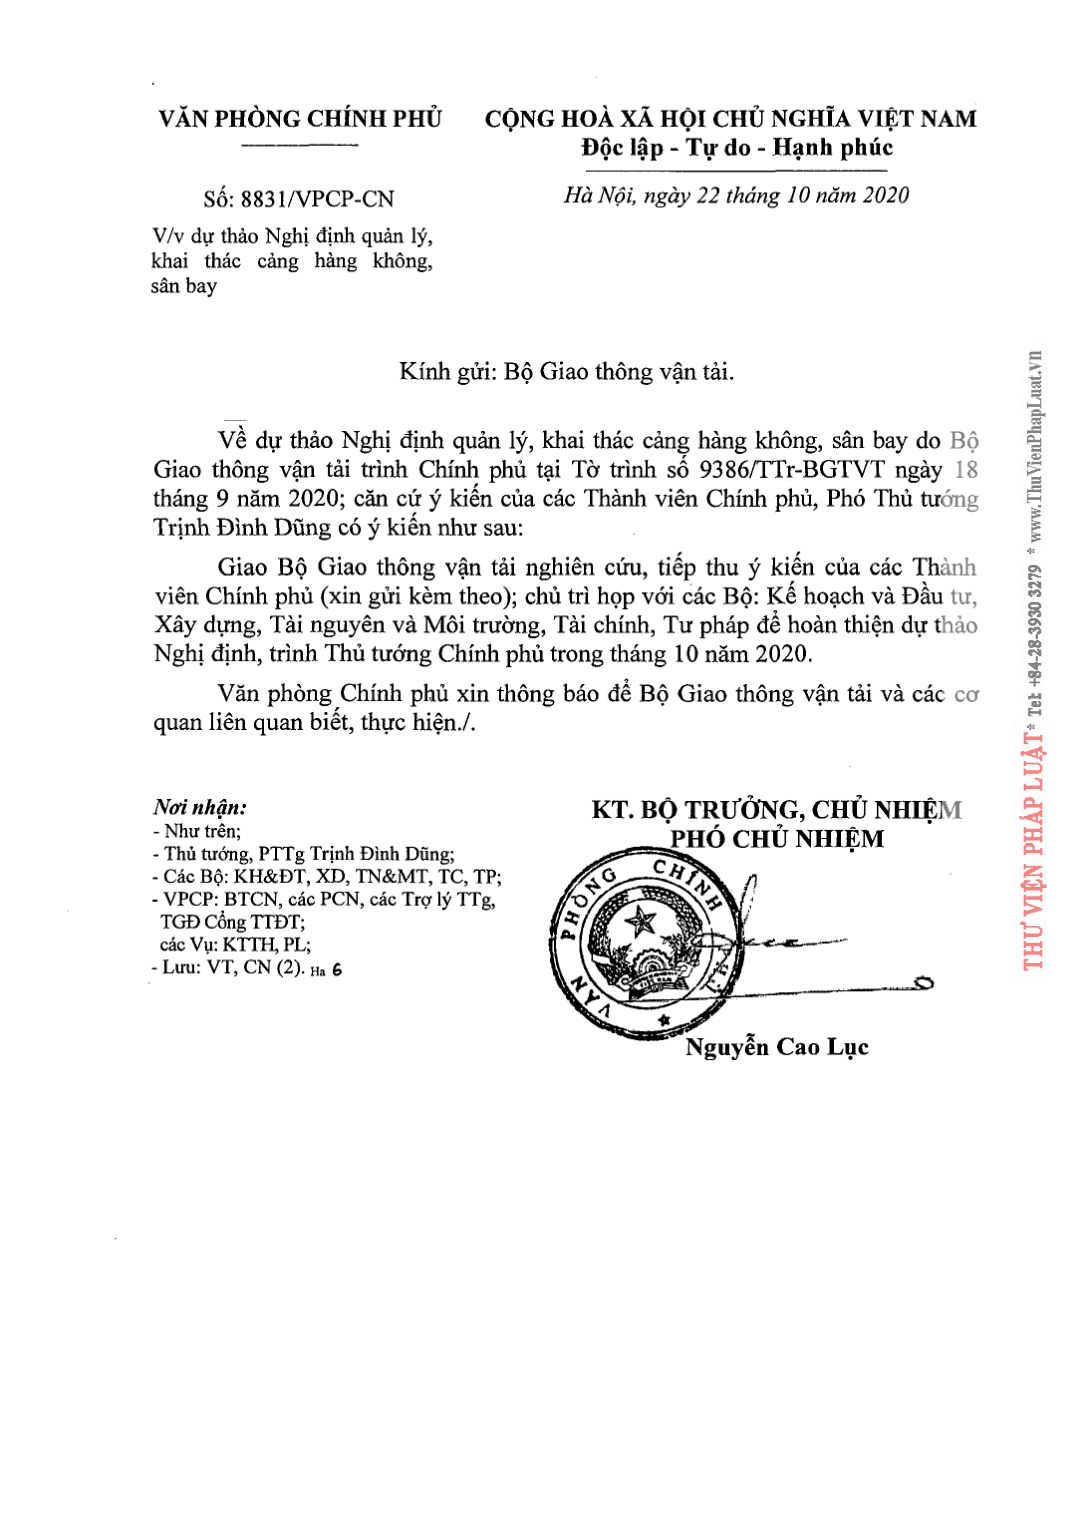 VĂN PHÒNG CHÍNH PHỦ
CỘNG HOÀ XÃ HỘI CHỦ NGHĨA VIỆT NAM
Độc lập - Tự do - Hạnh phúc
Số: 8831/VPCP-CN
Hà Nội, ngày 22 tháng 10 năm 2020
V/v dự thảo Nghị định quản lý,
khai thác cảng hàng không,
sân bay
Kính gửi: Bộ Giao thông vận tải.
Về dự thảo Nghị định quản lý, khai thác cảng hàng không, sân bay do Bộ
Giao thông vận tải trình Chính phủ tại Tờ trình số 9386/TTr-BGTVT ngày 18
tháng 9 năm 2020; căn cứ ý kiến của các Thành viên Chính phủ, Phó Thủ tướng
Trịnh Đình Dũng có ý kiến như sau:
Giao Bộ Giao thông vận tải nghiên cứu, tiếp thu ý kiến của các Thành
viên Chính phủ (xin gửi kèm theo); chủ trì họp với các Bộ: Kế hoạch và Đầu tư,
Xây dựng, Tài nguyên và Môi trường, Tài chính, Tư pháp để hoàn thiện dự thảo
Nghị định, trình Thủ tướng Chính phủ trong tháng 10 năm 2020.
Văn phòng Chính phủ xin thông báo để Bộ Giao thông vận tải và các cơ
quan liên quan biết, thực hiện./.
Nơi nhận:
- Như trên;
- Thủ tướng, PTTg Trịnh Đình Dũng;
- Các Bộ: KH&ĐT, XD, TN&MT, TC, TP;
- VPCP: BTCN, các PCN, các Trợ lý TTg,
TGĐ Cổng TTĐT;
các Vụ: KTTH, PL;
- Lưu: VT, CN (2). Ha 6
KT. BỘ TRƯỞNG, CHỦ NHIỆM
PHÓ CHỦ NHIỆM
VĂN PHÒNG CHÍNH PHỦ
Nguyễn Cao Lục
THƯ VIỆN PHÁP LUẬT * Tel: +84-28-3930 3279 * www.ThuVienPhapLuat.vn